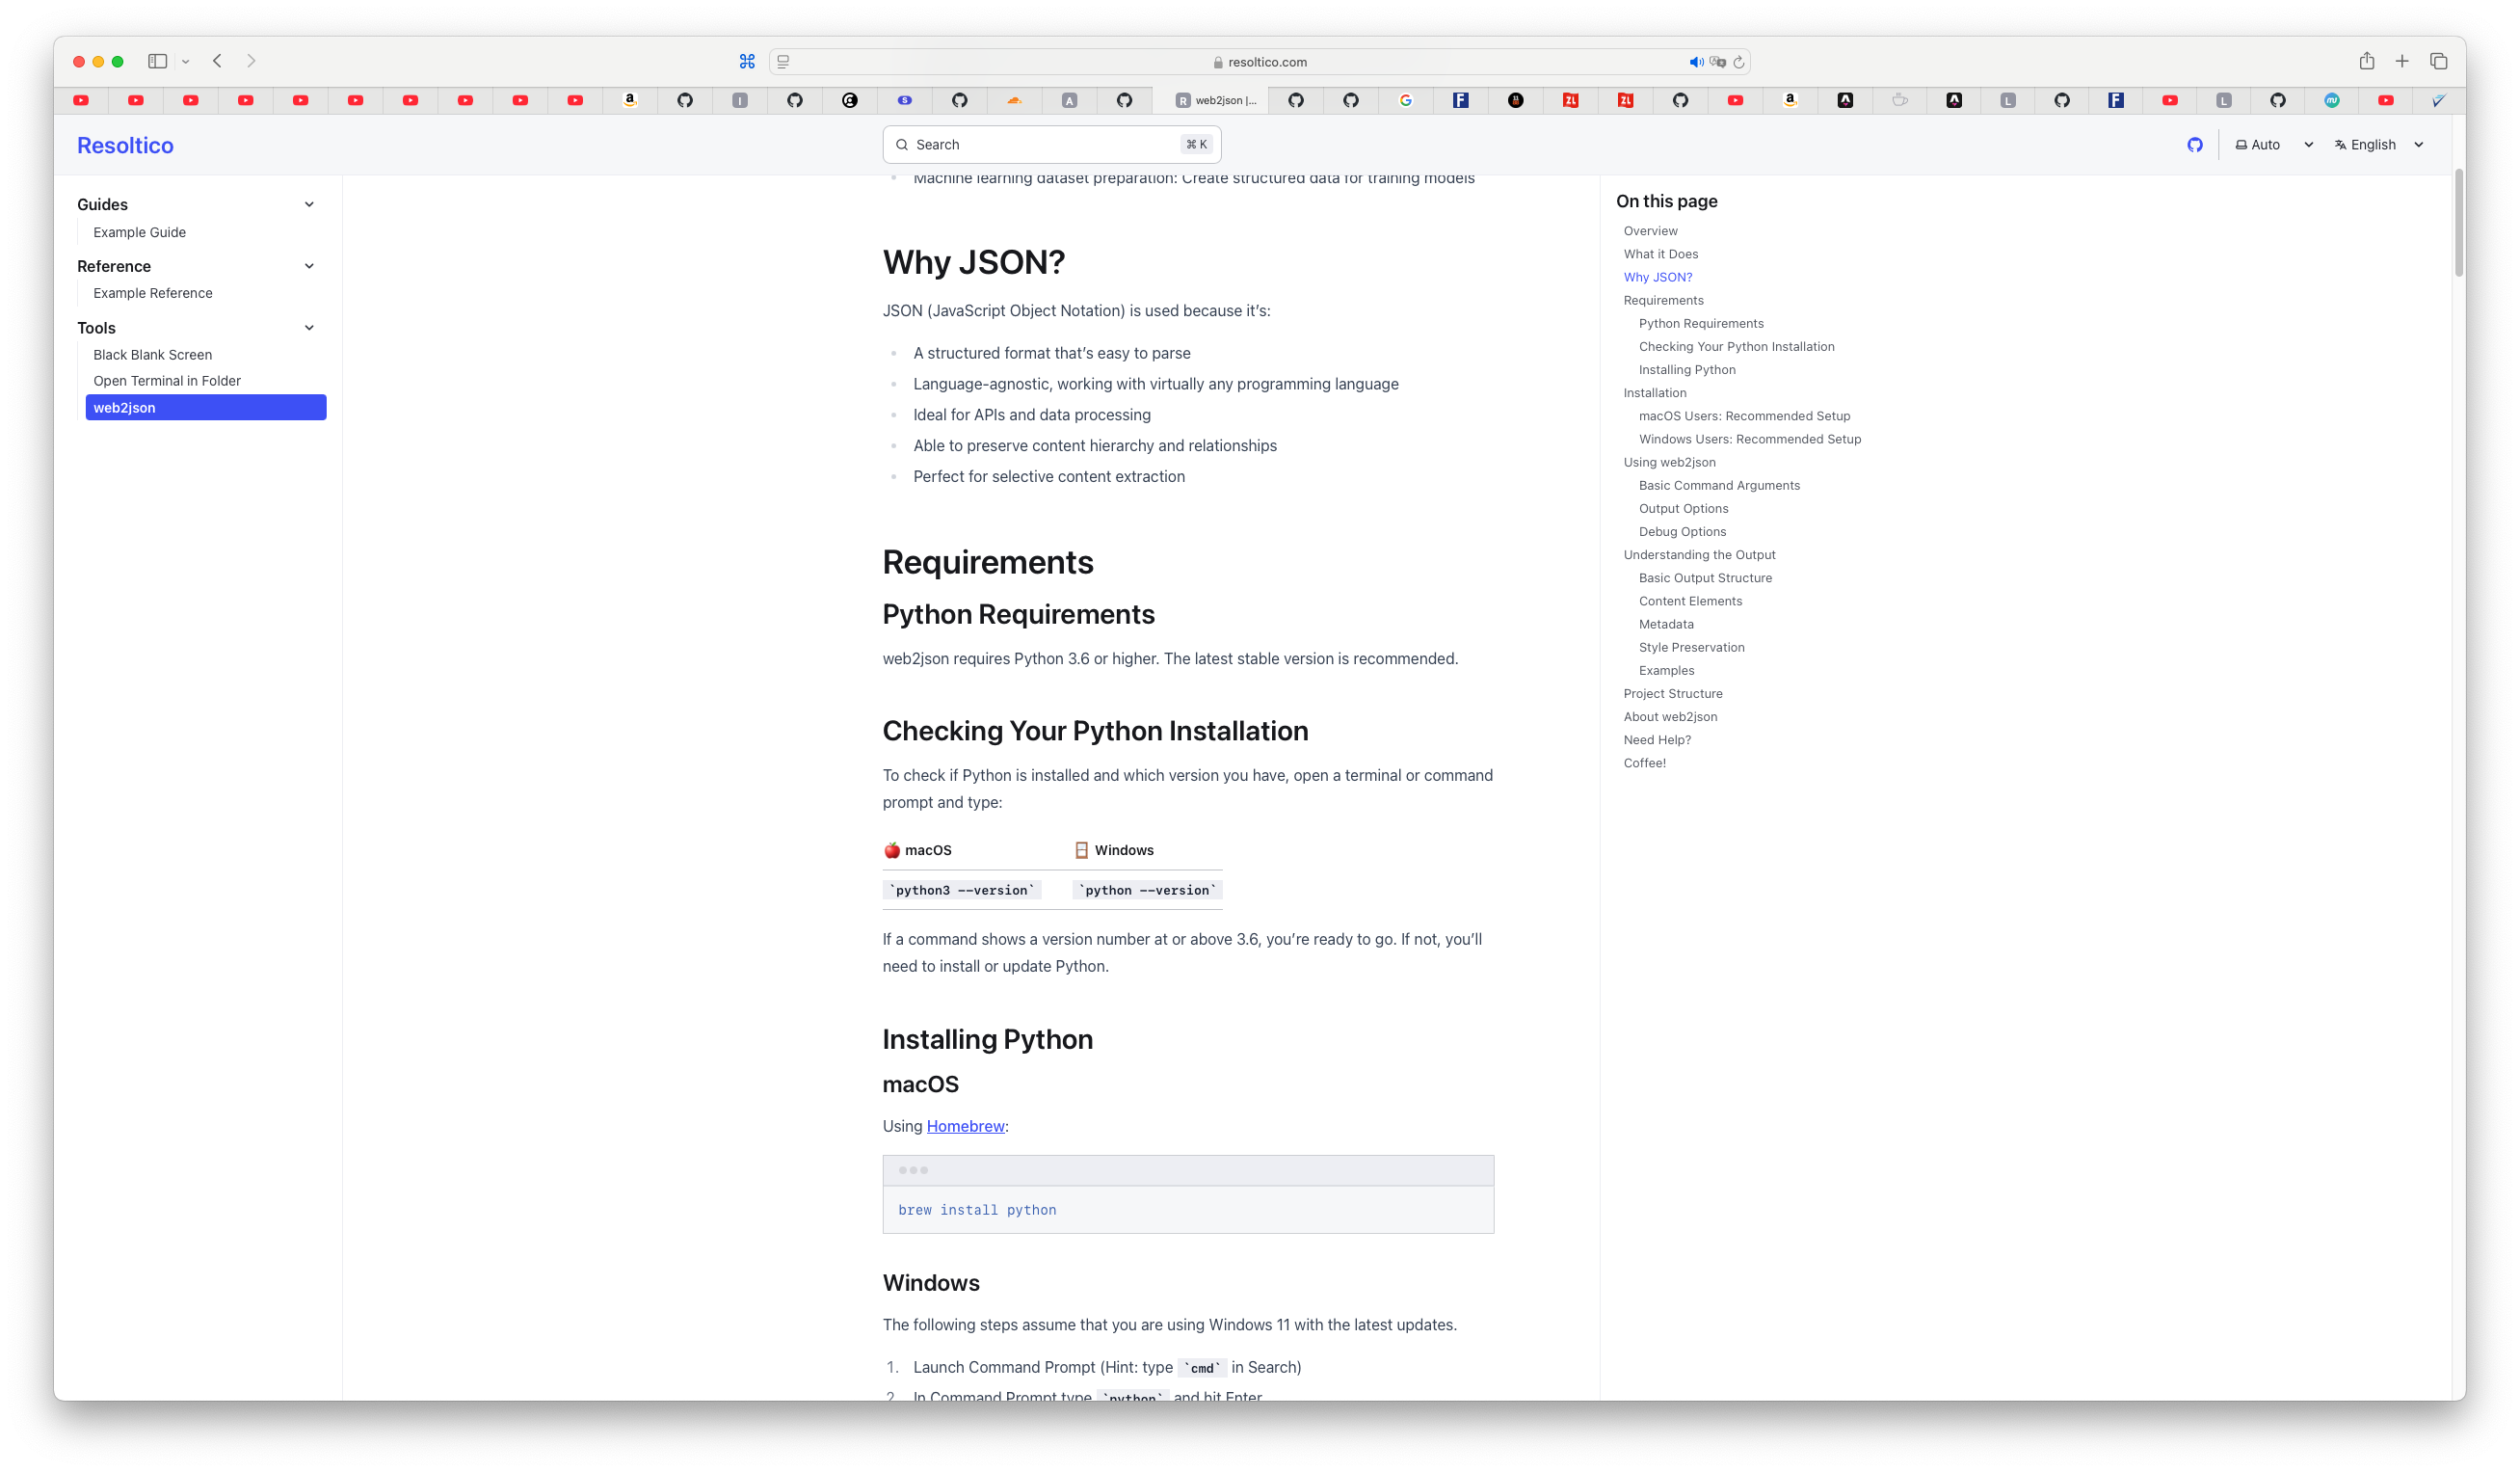 resoltico.com
web2json |...
Resoltico
Search
⌘ K
Auto
English
Guides
Example Guide
Reference
Example Reference
Tools
Black Blank Screen
Open Terminal in Folder
web2json
Machine learning dataset preparation: Create structured data for training models
Why JSON?
JSON (JavaScript Object Notation) is used because it’s:
A structured format that’s easy to parse
Language-agnostic, working with virtually any programming language
Ideal for APIs and data processing
Able to preserve content hierarchy and relationships
Perfect for selective content extraction
Requirements
Python Requirements
web2json requires Python 3.6 or higher. The latest stable version is recommended.
Checking Your Python Installation
To check if Python is installed and which version you have, open a terminal or command
prompt and type:
macOS Windows
`python3 --version` `python --version`
If a command shows a version number at or above 3.6, you’re ready to go. If not, you’ll
need to install or update Python.
Installing Python
macOS
Using Homebrew:
brew install python
Windows
The following steps assume that you are using Windows 11 with the latest updates.
1. Launch Command Prompt (Hint: type `cmd` in Search)
2. In Command Prompt type `python` and hit Enter
On this page
Overview
What it Does
Why JSON?
Requirements
Python Requirements
Checking Your Python Installation
Installing Python
Installation
macOS Users: Recommended Setup
Windows Users: Recommended Setup
Using web2json
Basic Command Arguments
Output Options
Debug Options
Understanding the Output
Basic Output Structure
Content Elements
Metadata
Style Preservation
Examples
Project Structure
About web2json
Need Help?
Coffee!